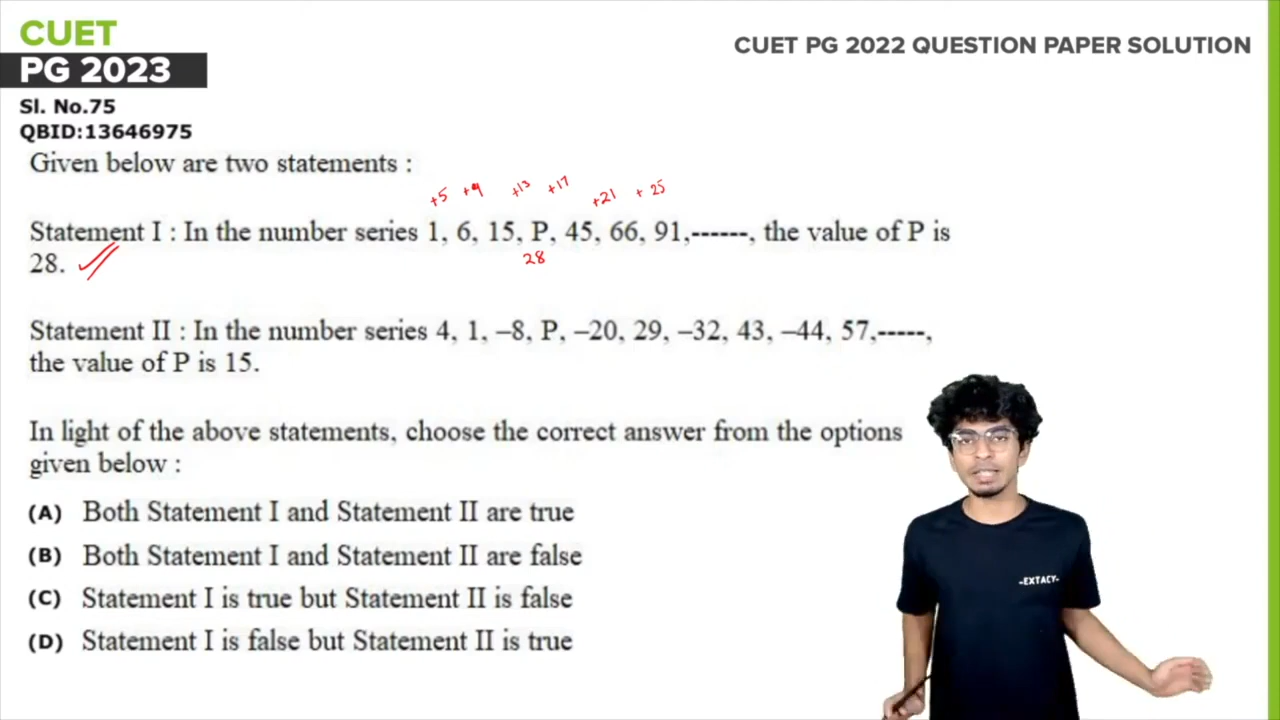 CUET
PG 2023
CUET PG 2022 QUESTION PAPER SOLUTION
Sl. No.75
QBID:13646975
Given below are two statements :
+5 +9 +13 +17 +21 + 25
Statement I : In the number series 1, 6, 15, P, 45, 66, 91,------, the value of P is
28.
28
Statement II : In the number series 4, 1, –8, P, –20, 29, –32, 43, –44, 57,-----,
the value of P is 15.
In light of the above statements, choose the correct answer from the options
given below :
(A) Both Statement I and Statement II are true
(B) Both Statement I and Statement II are false
(C) Statement I is true but Statement II is false
(D) Statement I is false but Statement II is true
-EXTACY-